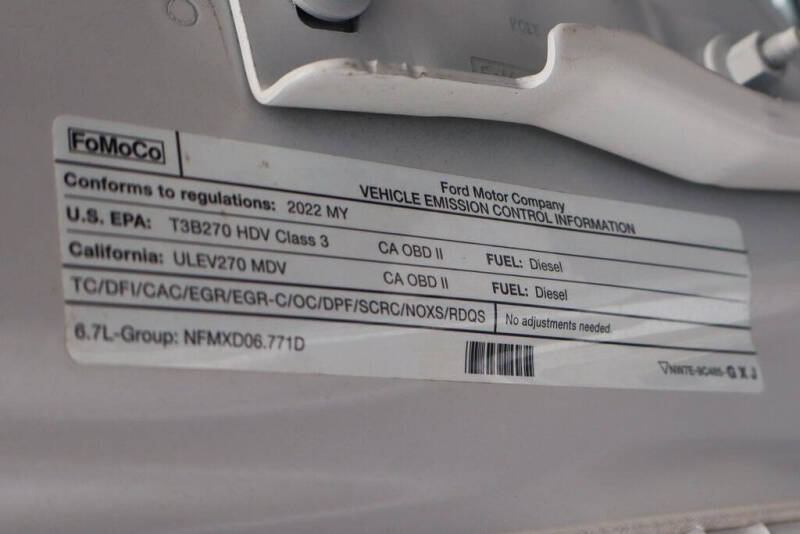 FoMoCo
Ford Motor Company
VEHICLE EMISSION CONTROL INFORMATION
Conforms to regulations: 2022 MY
U.S. EPA: T3B270 HDV Class 3 CA OBD II FUEL: Diesel
California: ULEV270 MDV CA OBD II FUEL: Diesel
TC/DFI/CAC/EGR/EGR-C/OC/DPF/SCRC/NOXS/RDQS No adjustments needed.
6.7L-Group: NFMXD06.771D
NW7E-9C485-G X J